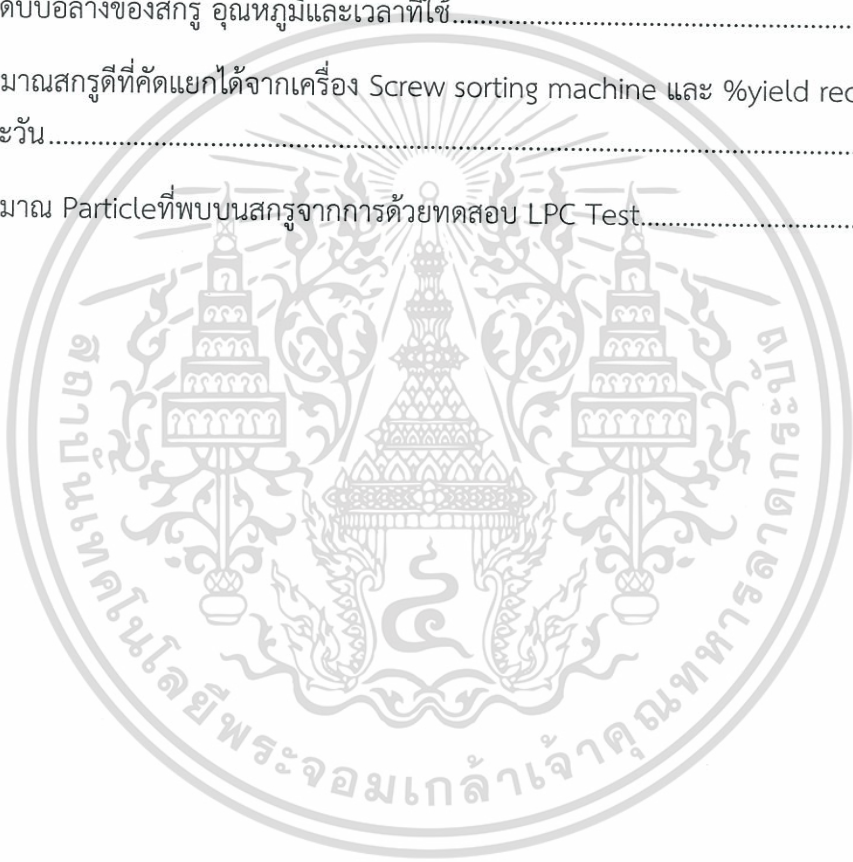 ดับบ่อล้างของสกรู อุณหภูมิและเวลาที่ใช้
มาณสกรูดีที่คัดแยกได้จากเครื่อง Screw sorting machine และ %yield rec
ะวัน
มาณ Particleที่พบบนสกรูจากการด้วยทดสอบ LPC Test
สถาบันเทคโนโลยีพระจอมเกล้าเจ้าคุณทหารลาดกระบัง